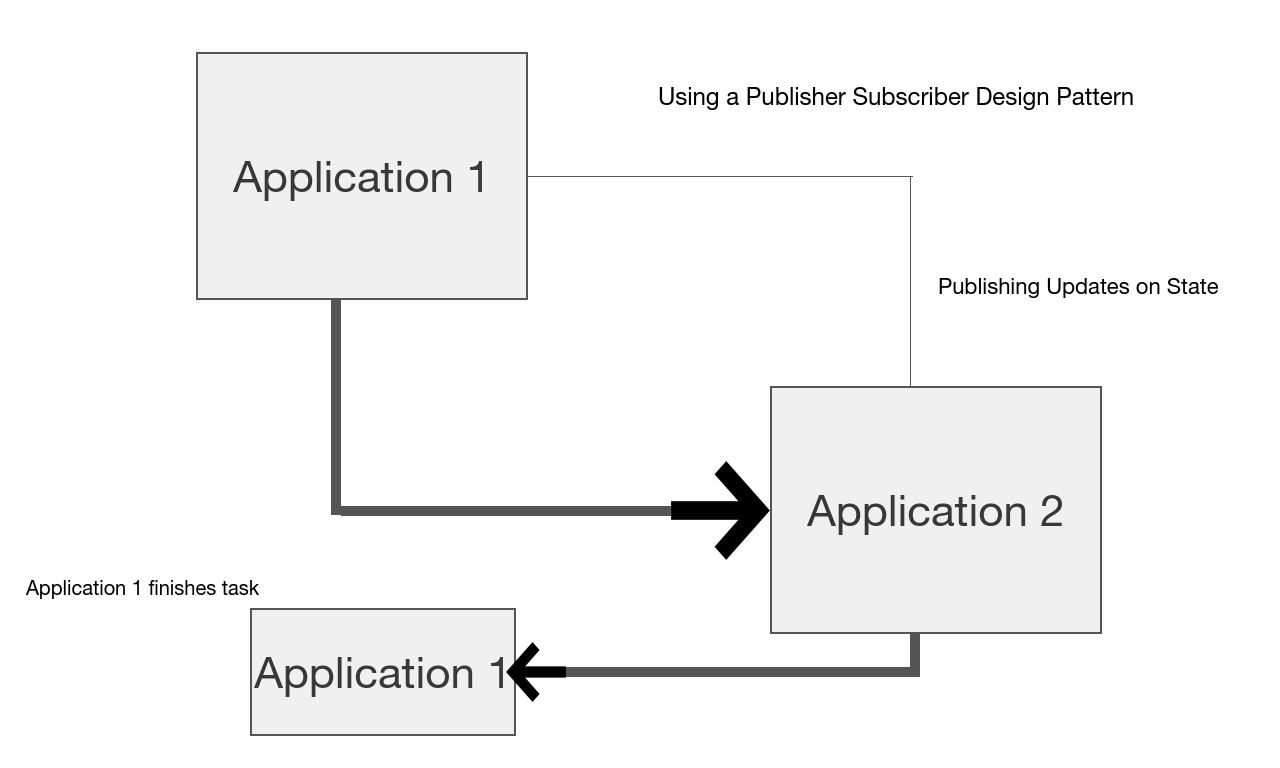 Using a Publisher Subscriber Design Pattern
Application 1
Publishing Updates on State
Application 2
Application 1 finishes task
Application 1